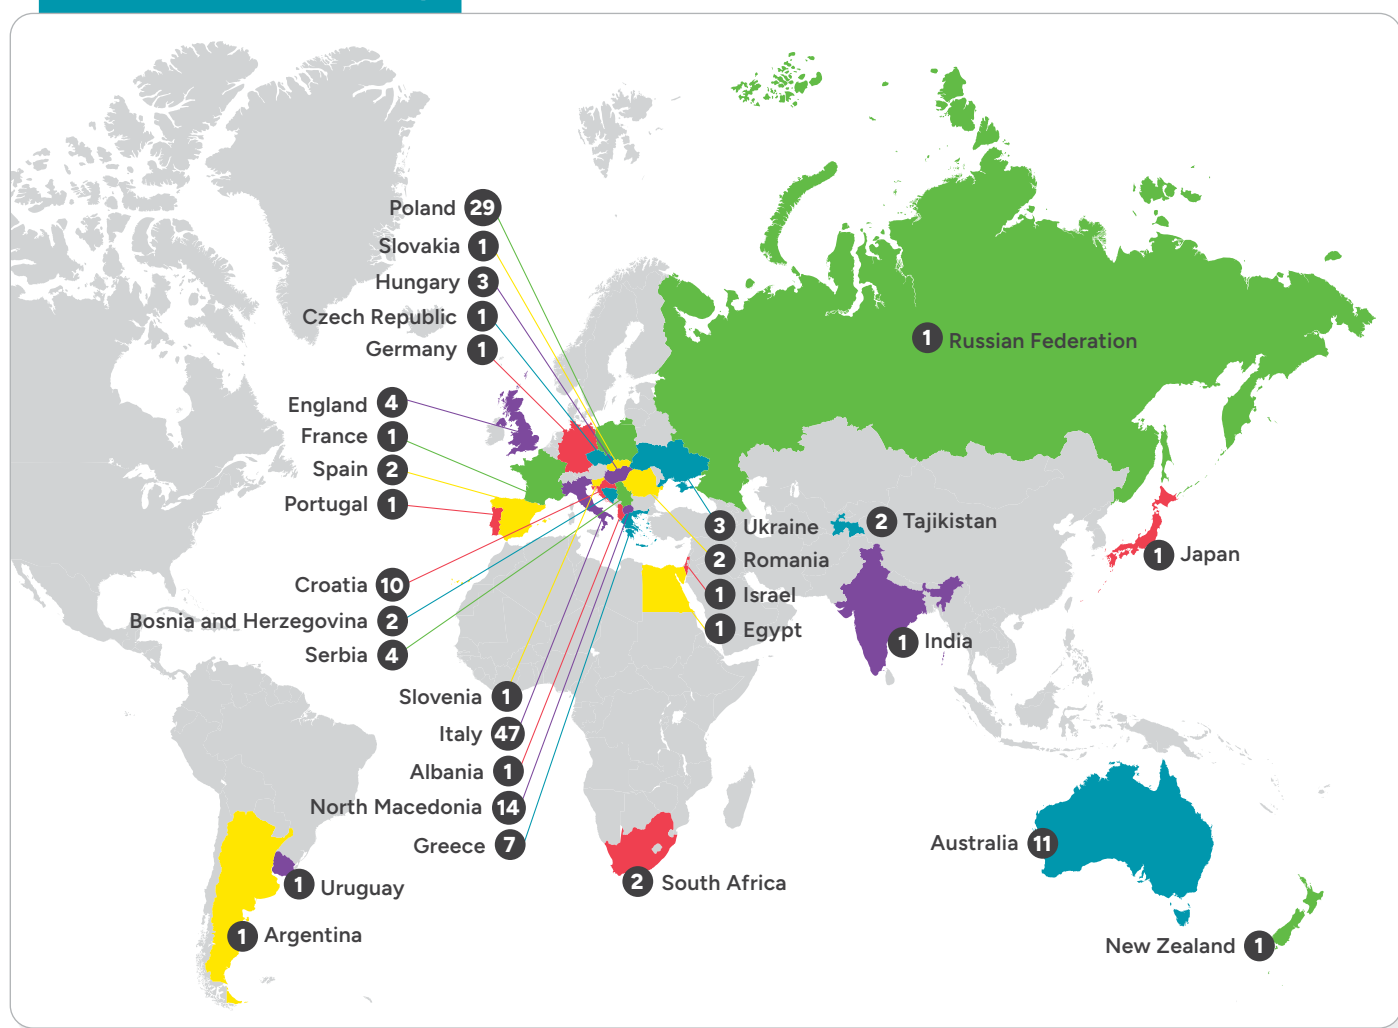 Poland 29
Slovakia 1
Hungary 3
Czech Republic 1
Germany 1
England 4
France 1
Spain 2
Portugal 1
Croatia 10
Bosnia and Herzegovina 2
Serbia 4
Slovenia 1
Italy 47
Albania 1
North Macedonia 14
Greece 7
1 Russian Federation
3 Ukraine
2 Romania
1 Israel
1 Egypt
2 Tajikistan
1 Japan
1 India
2 South Africa
Australia 11
New Zealand 1
1 Uruguay
1 Argentina